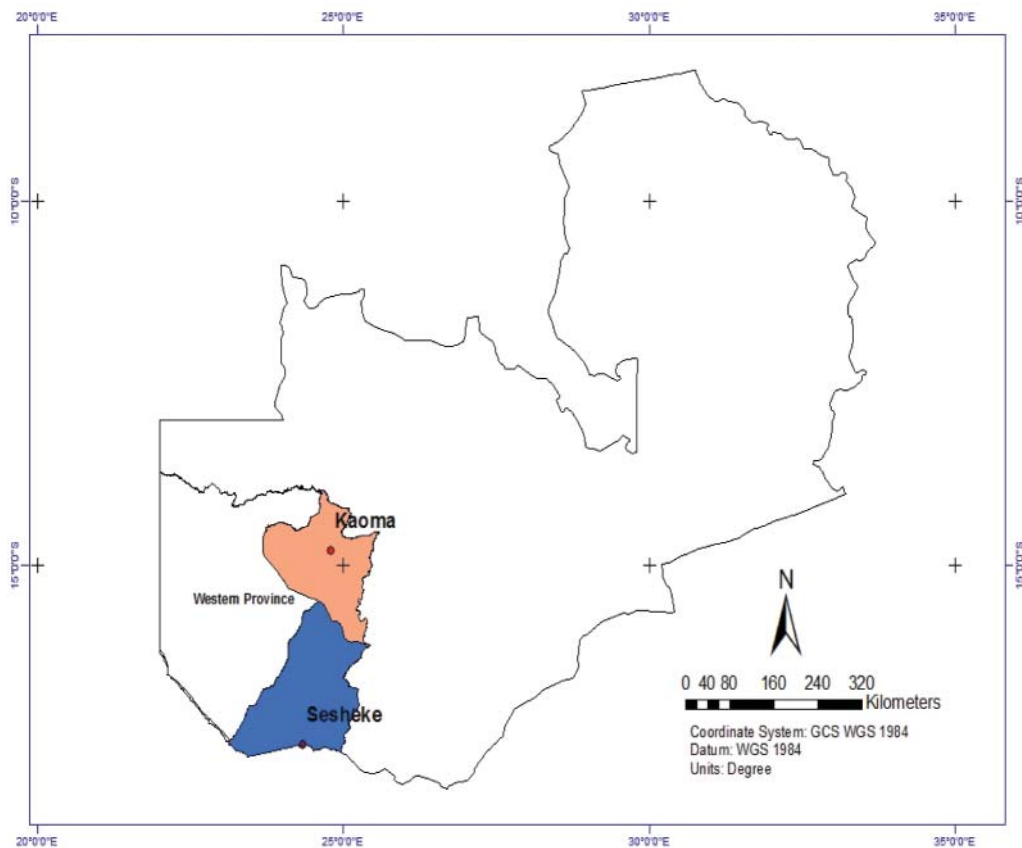 20°0'0"E 25°0'0"E 30°0'0"E 35°0'0"E
10°0'0"S 10°0'0"S
Kaoma
15°0'0"S 15°0'0"S
Western Province
N
0 40 80 160 240 320
Kilometers
Sesheke
Coordinate System: GCS WGS 1984
Datum: WGS 1984
Units: Degree
20°0'0"E 25°0'0"E 30°0'0"E 35°0'0"E